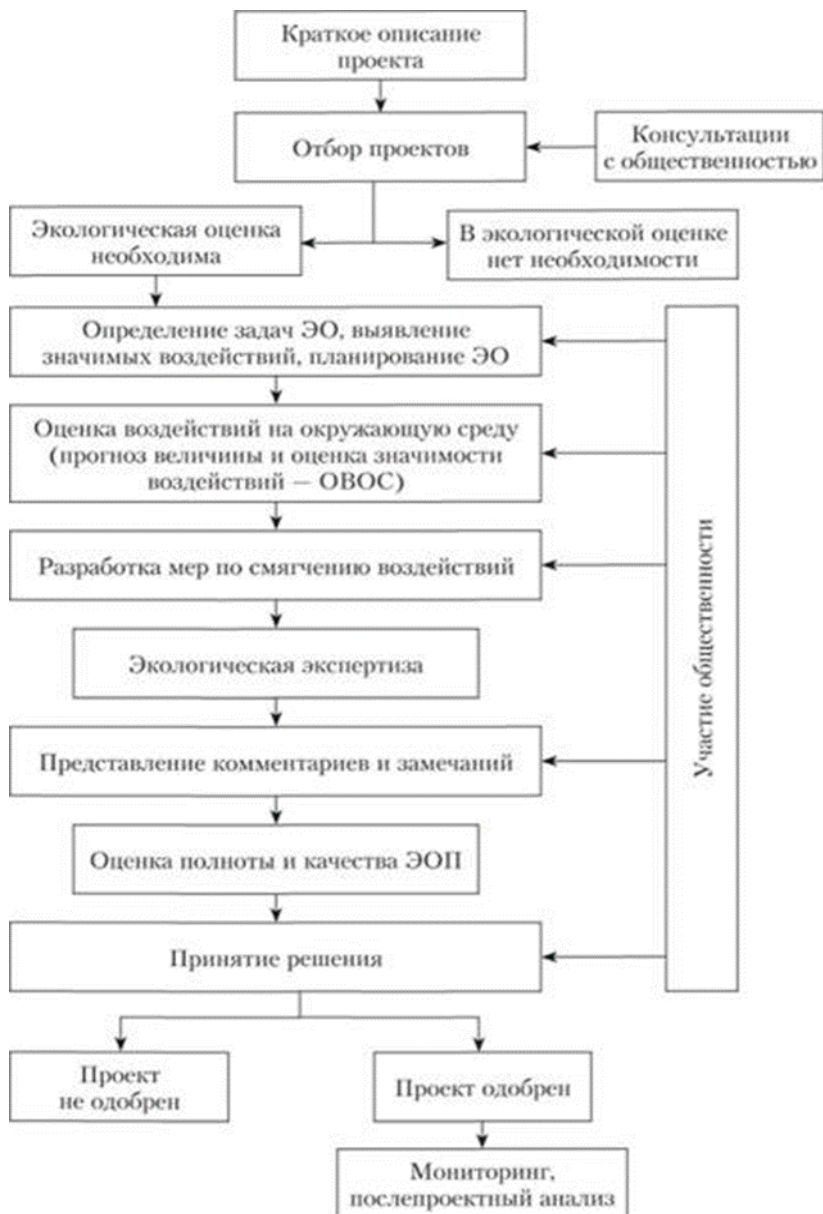 Краткое описание
проекта
Отбор проектов
Консультации
с общественностью
Экологическая оценка
необходима
В экологической оценке
нет необходимости
Определение задач ЭО, выявление
значимых воздействий, планирование ЭО
Оценка воздействий на окружающую среду
(прогноз величины и оценка значимости
воздействий — ОВОС)
Разработка мер по смягчению воздействий
Экологическая экспертиза
Представление комментариев и замечаний
Оценка полноты и качества ЭОП
Принятие решения
Участие общественности
Проект
не одобрен
Проект одобрен
Мониторинг,
послепроектный анализ